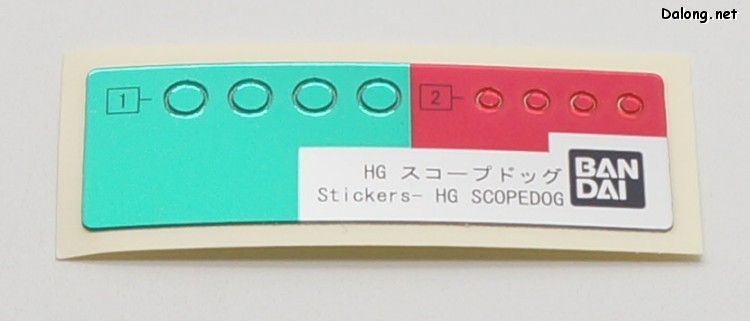 Dalong.net
1
2
HG スコープドッグ
Stickers- HG SCOPEDOG
BAN
DAI